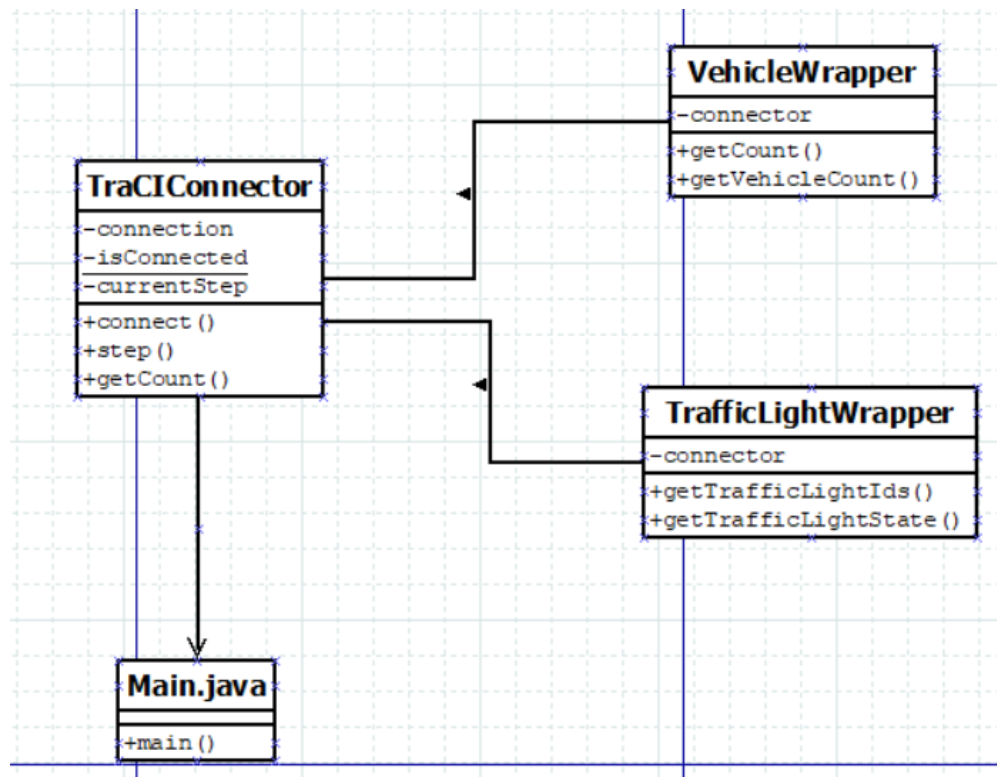 VehicleWrapper
-connector
+getCount()
+getVehicleCount()
TraCIConnector
-connection
-isConnected
-currentStep
+connect()
+step()
+getCount()
TrafficLightWrapper
-connector
+getTrafficLightIds()
+getTrafficLightState()
Main.java
+main()